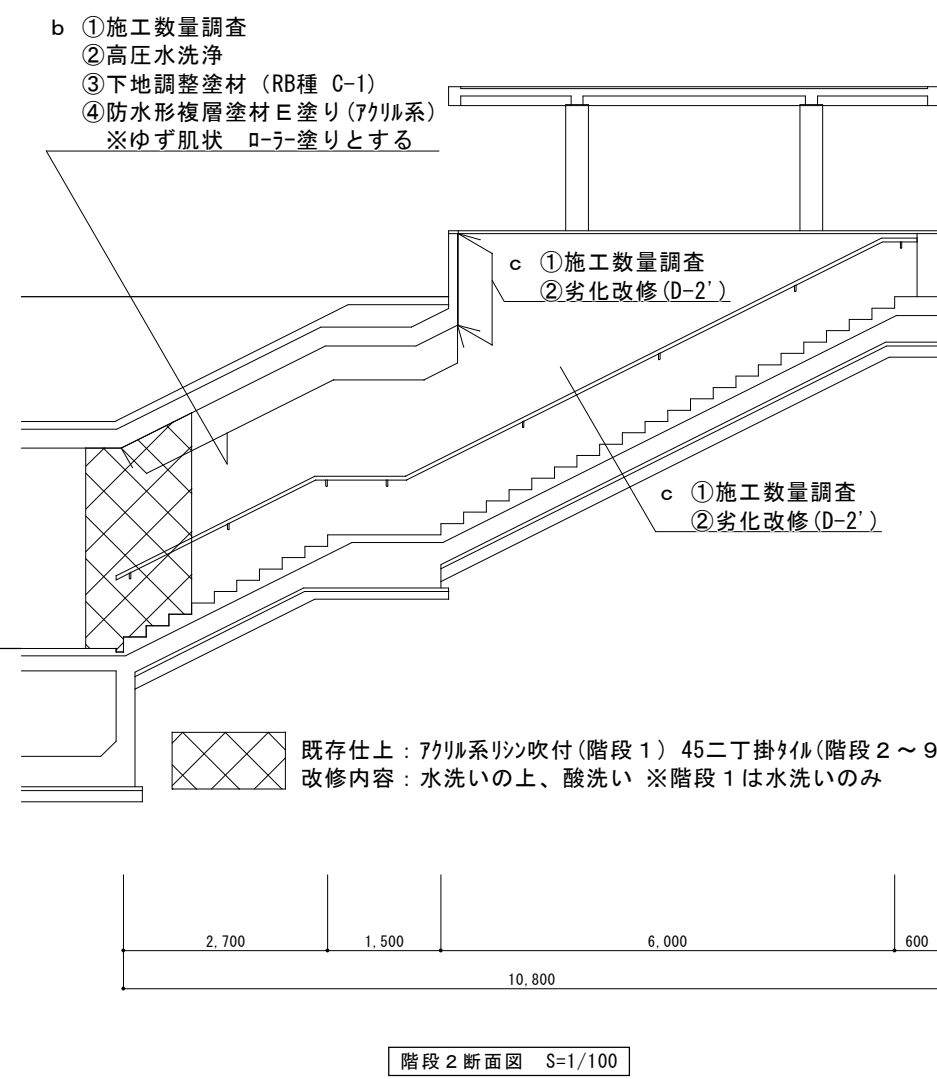 b ①施工数量調査
②高圧水洗浄
③下地調整塗材 (RB種 C-1)
④防水形複層塗材E塗り(ｱｸﾘﾙ系)
※ゆず肌状 ﾛｰﾗｰ塗りとする
c ①施工数量調査
②劣化改修(D-2')
c ①施工数量調査
②劣化改修(D-2')
既存仕上：ｱｸﾘﾙ系ﾘｼﾝ吹付(階段１) 45二丁掛ﾀｲﾙ(階段２～９
改修内容：水洗いの上、酸洗い ※階段１は水洗いのみ
2,700 1,500 6,000 600
10,800
階段２断面図 S=1/100